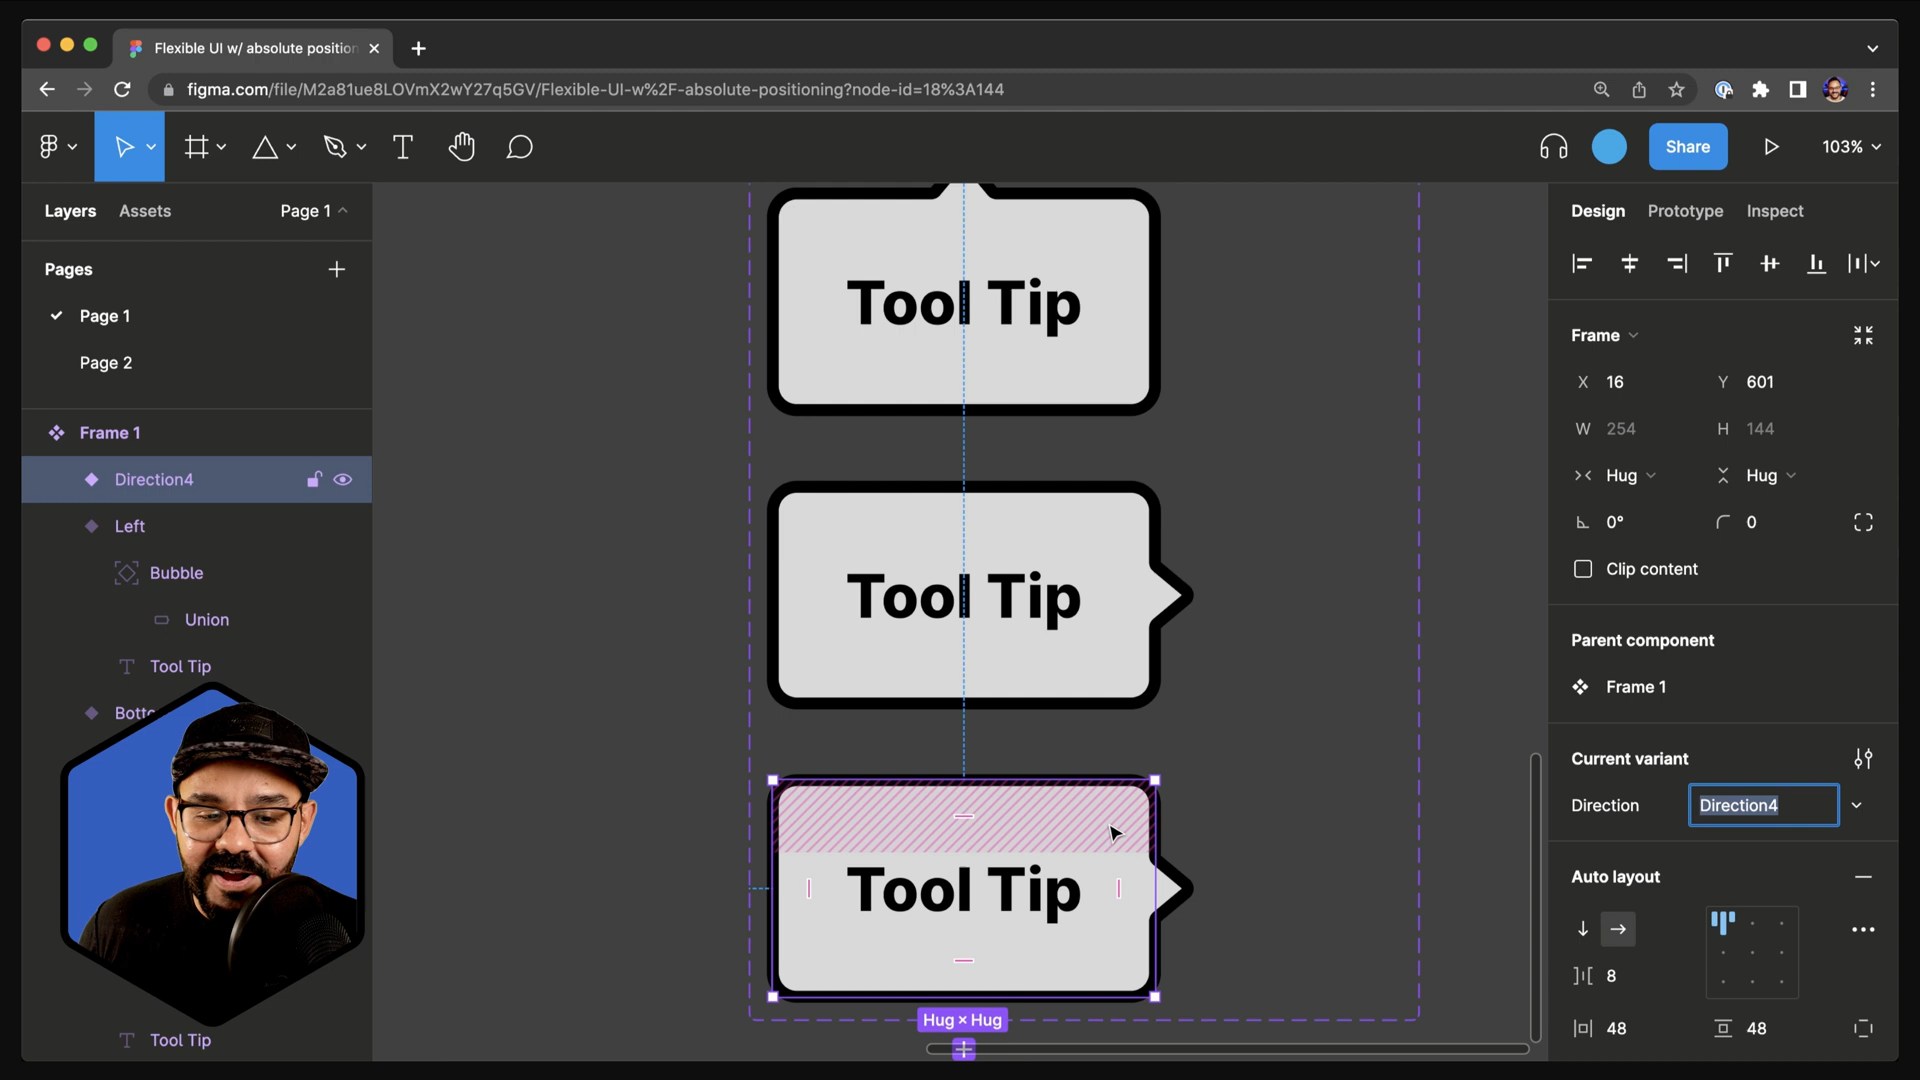 Flexible UI w/ absolute position
figma.com/file/M2a81ue8LOVmX2wY27q5GV/Flexible-UI-w%2F-absolute-positioning?node-id=18%3A144
Share
103%
Layers
Assets
Page 1
Pages
Page 1
Page 2
Frame 1
Direction4
Left
Bubble
Union
Tool Tip
Botto
Tool Tip
Tool Tip
Tool Tip
Tool Tip
Hug × Hug
Design
Prototype
Inspect
Frame
X 16
Y 601
W 254
H 144
Hug
Hug
0°
0
Clip content
Parent component
Frame 1
Current variant
Direction
Direction4
Auto layout
8
48
48